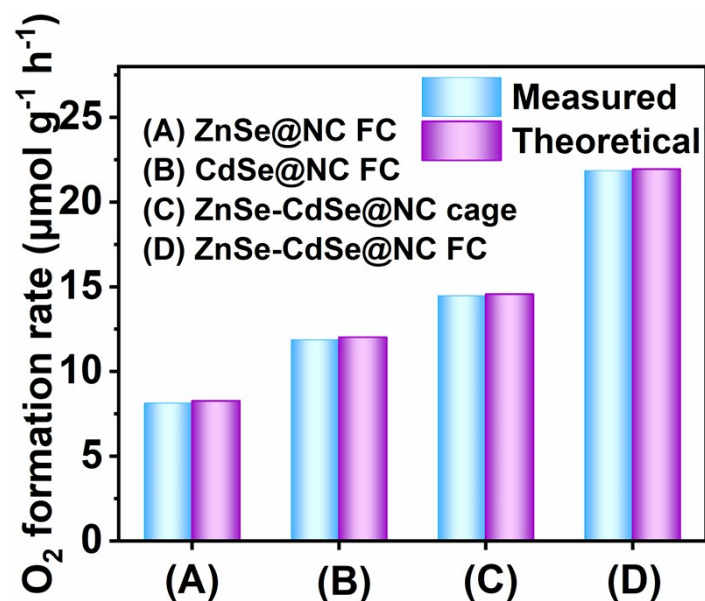 O₂ formation rate (μmol g⁻¹ h⁻¹)
25
20
15
10
5
0
Measured
Theoretical
(A) ZnSe@NC FC
(B) CdSe@NC FC
(C) ZnSe-CdSe@NC cage
(D) ZnSe-CdSe@NC FC
(A) (B) (C) (D)